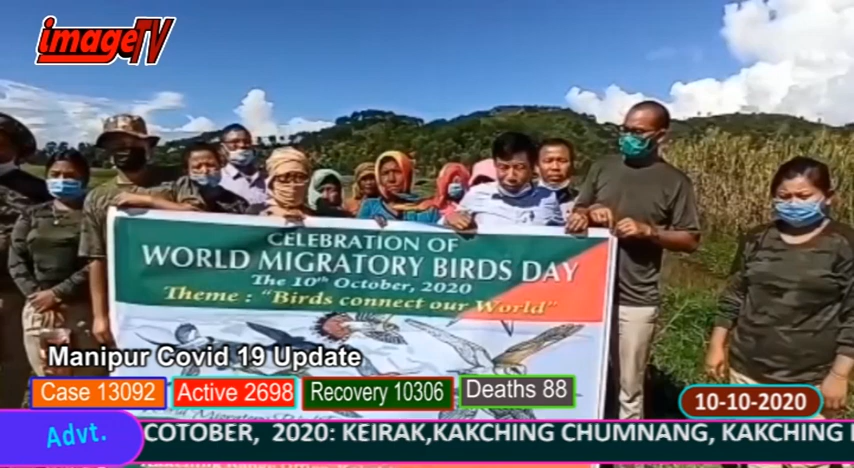 imageTV
CELEBRATION OF
WORLD MIGRATORY BIRDS DAY
The 10th October, 2020
Theme : "Birds connect our World"
Manipur Covid 19 Update
Case 13092 Active 2698 Recovery 10306 Deaths 88
10-10-2020
Advt. COTOBER, 2020: KEIRAK,KAKCHING CHUMNANG, KAKCHING